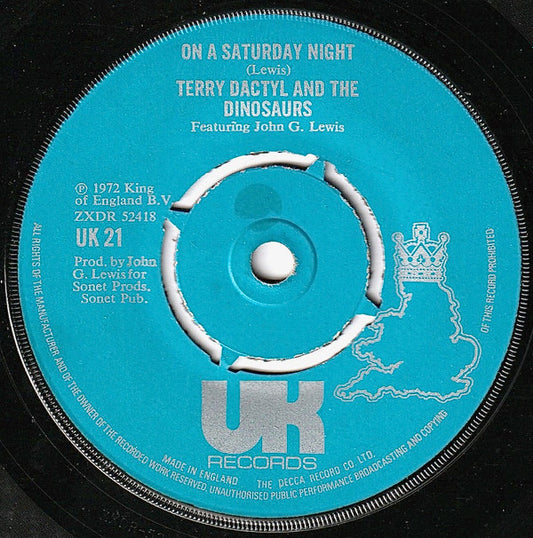 ON A SATURDAY NIGHT
(Lewis)
TERRY DACTYL AND THE
DINOSAURS
Featuring John G. Lewis
Ⓟ 1972 King
of England B.V
ZXDR 52418
UK 21
Prod. by John
G. Lewis for
Sonet Prods.
Sonet Pub.
UK
RECORDS
MADE IN ENGLAND THE DECCA RECORD CO. LTD.
ALL RIGHTS OF THE MANUFACTURER AND OF THE OWNER OF THE RECORDED WORK RESERVED. UNAUTHORISED PUBLIC PERFORMANCE BROADCASTING AND COPYING OF THIS RECORD PROHIBITED